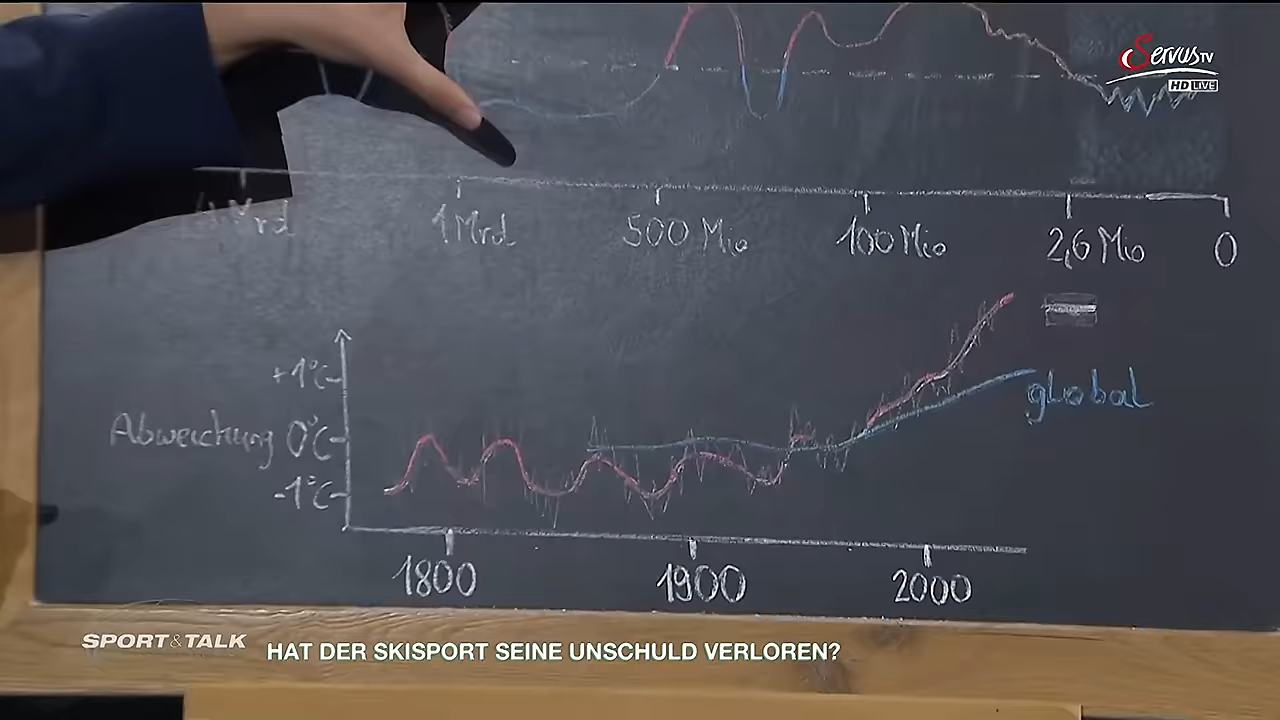 ServusTV
HD LIVE
Mrd
1 Mrd
500 Mio
100 Mio
2,6 Mio
0
+1°C
Abweichung 0°C
-1°C
global
1800
1900
2000
SPORT & TALK
HAT DER SKISPORT SEINE UNSCHULD VERLOREN?